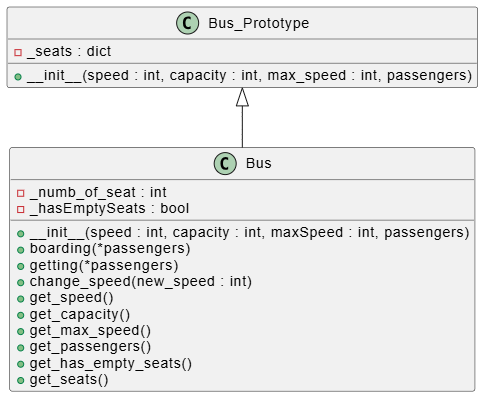 C Bus_Prototype
_seats : dict
__init__(speed : int, capacity : int, max_speed : int, passengers)
C Bus
_numb_of_seat : int
_hasEmptySeats : bool
__init__(speed : int, capacity : int, maxSpeed : int, passengers)
boarding(*passengers)
getting(*passengers)
change_speed(new_speed : int)
get_speed()
get_capacity()
get_max_speed()
get_passengers()
get_has_empty_seats()
get_seats()